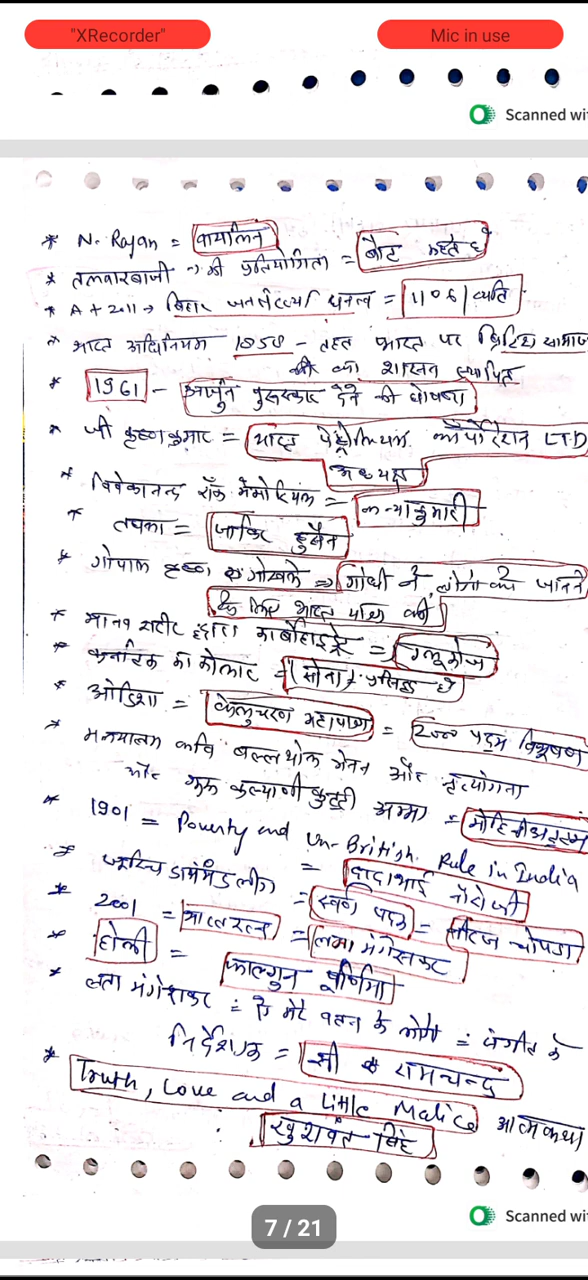 "XRecorder"
Mic in use
Scanned wi
* N. Rajan = वायलिन
* तलवारबाजी की प्रतियोगिता = बोट कहते है
* A + 2011 → बिहार जनसंख्या घनत्व = 1106 व्यक्ति
* भारत अधिनियम 1858 - तहत भारत पर ब्रिटिश साम्राज्य
का शासन स्थापित
* 1961 - अर्जुन पुरुस्कार देने की घोषणा
* जी कृष्णकुमार = भारत पेट्रोलियम कार्पोरेशन LTD
अध्यक्ष
* विवेकानन्द रॉक मेमोरियल = कन्याकुमारी
* तबला = जाकिर हुसैन
* गोपाल कृष्ण गोखले = गांधी ने लोगों को जानने
के लिए भारत यात्रा की
* मानव शरीर द्वारा कार्बोहाइड्रेट = ग्लूकोज
* कर्नाटक का कोलार = (सोना) प्रसिद्ध है
* ओडिशा = केलुचरण महापात्र = 2000 पद्म विभूषण
* मलयालम कवि वल्लथोल मेनन और नृत्यांगना
और कल्याणी कुट्टी अम्मा = मोहिनीअट्टम
* 1901 = Poverty and Un-British Rule in India
= दादाभाई नौरोजी
* ज्यूरिच डायमंड लीग = स्वर्ण पदक = नीरज चोपड़ा
* 2001 = भारतरत्न = लता मंगेशकर
* होली = फाल्गुन पूर्णिमा
* लता मंगेशकर = ऐ मेरे वतन के लोगो = संगीत के
निर्देशक = सी रामचन्द्र
* Truth, Love and a Little Malice आत्मकथा
खुशवंत सिंह
7 / 21
Scanned wi